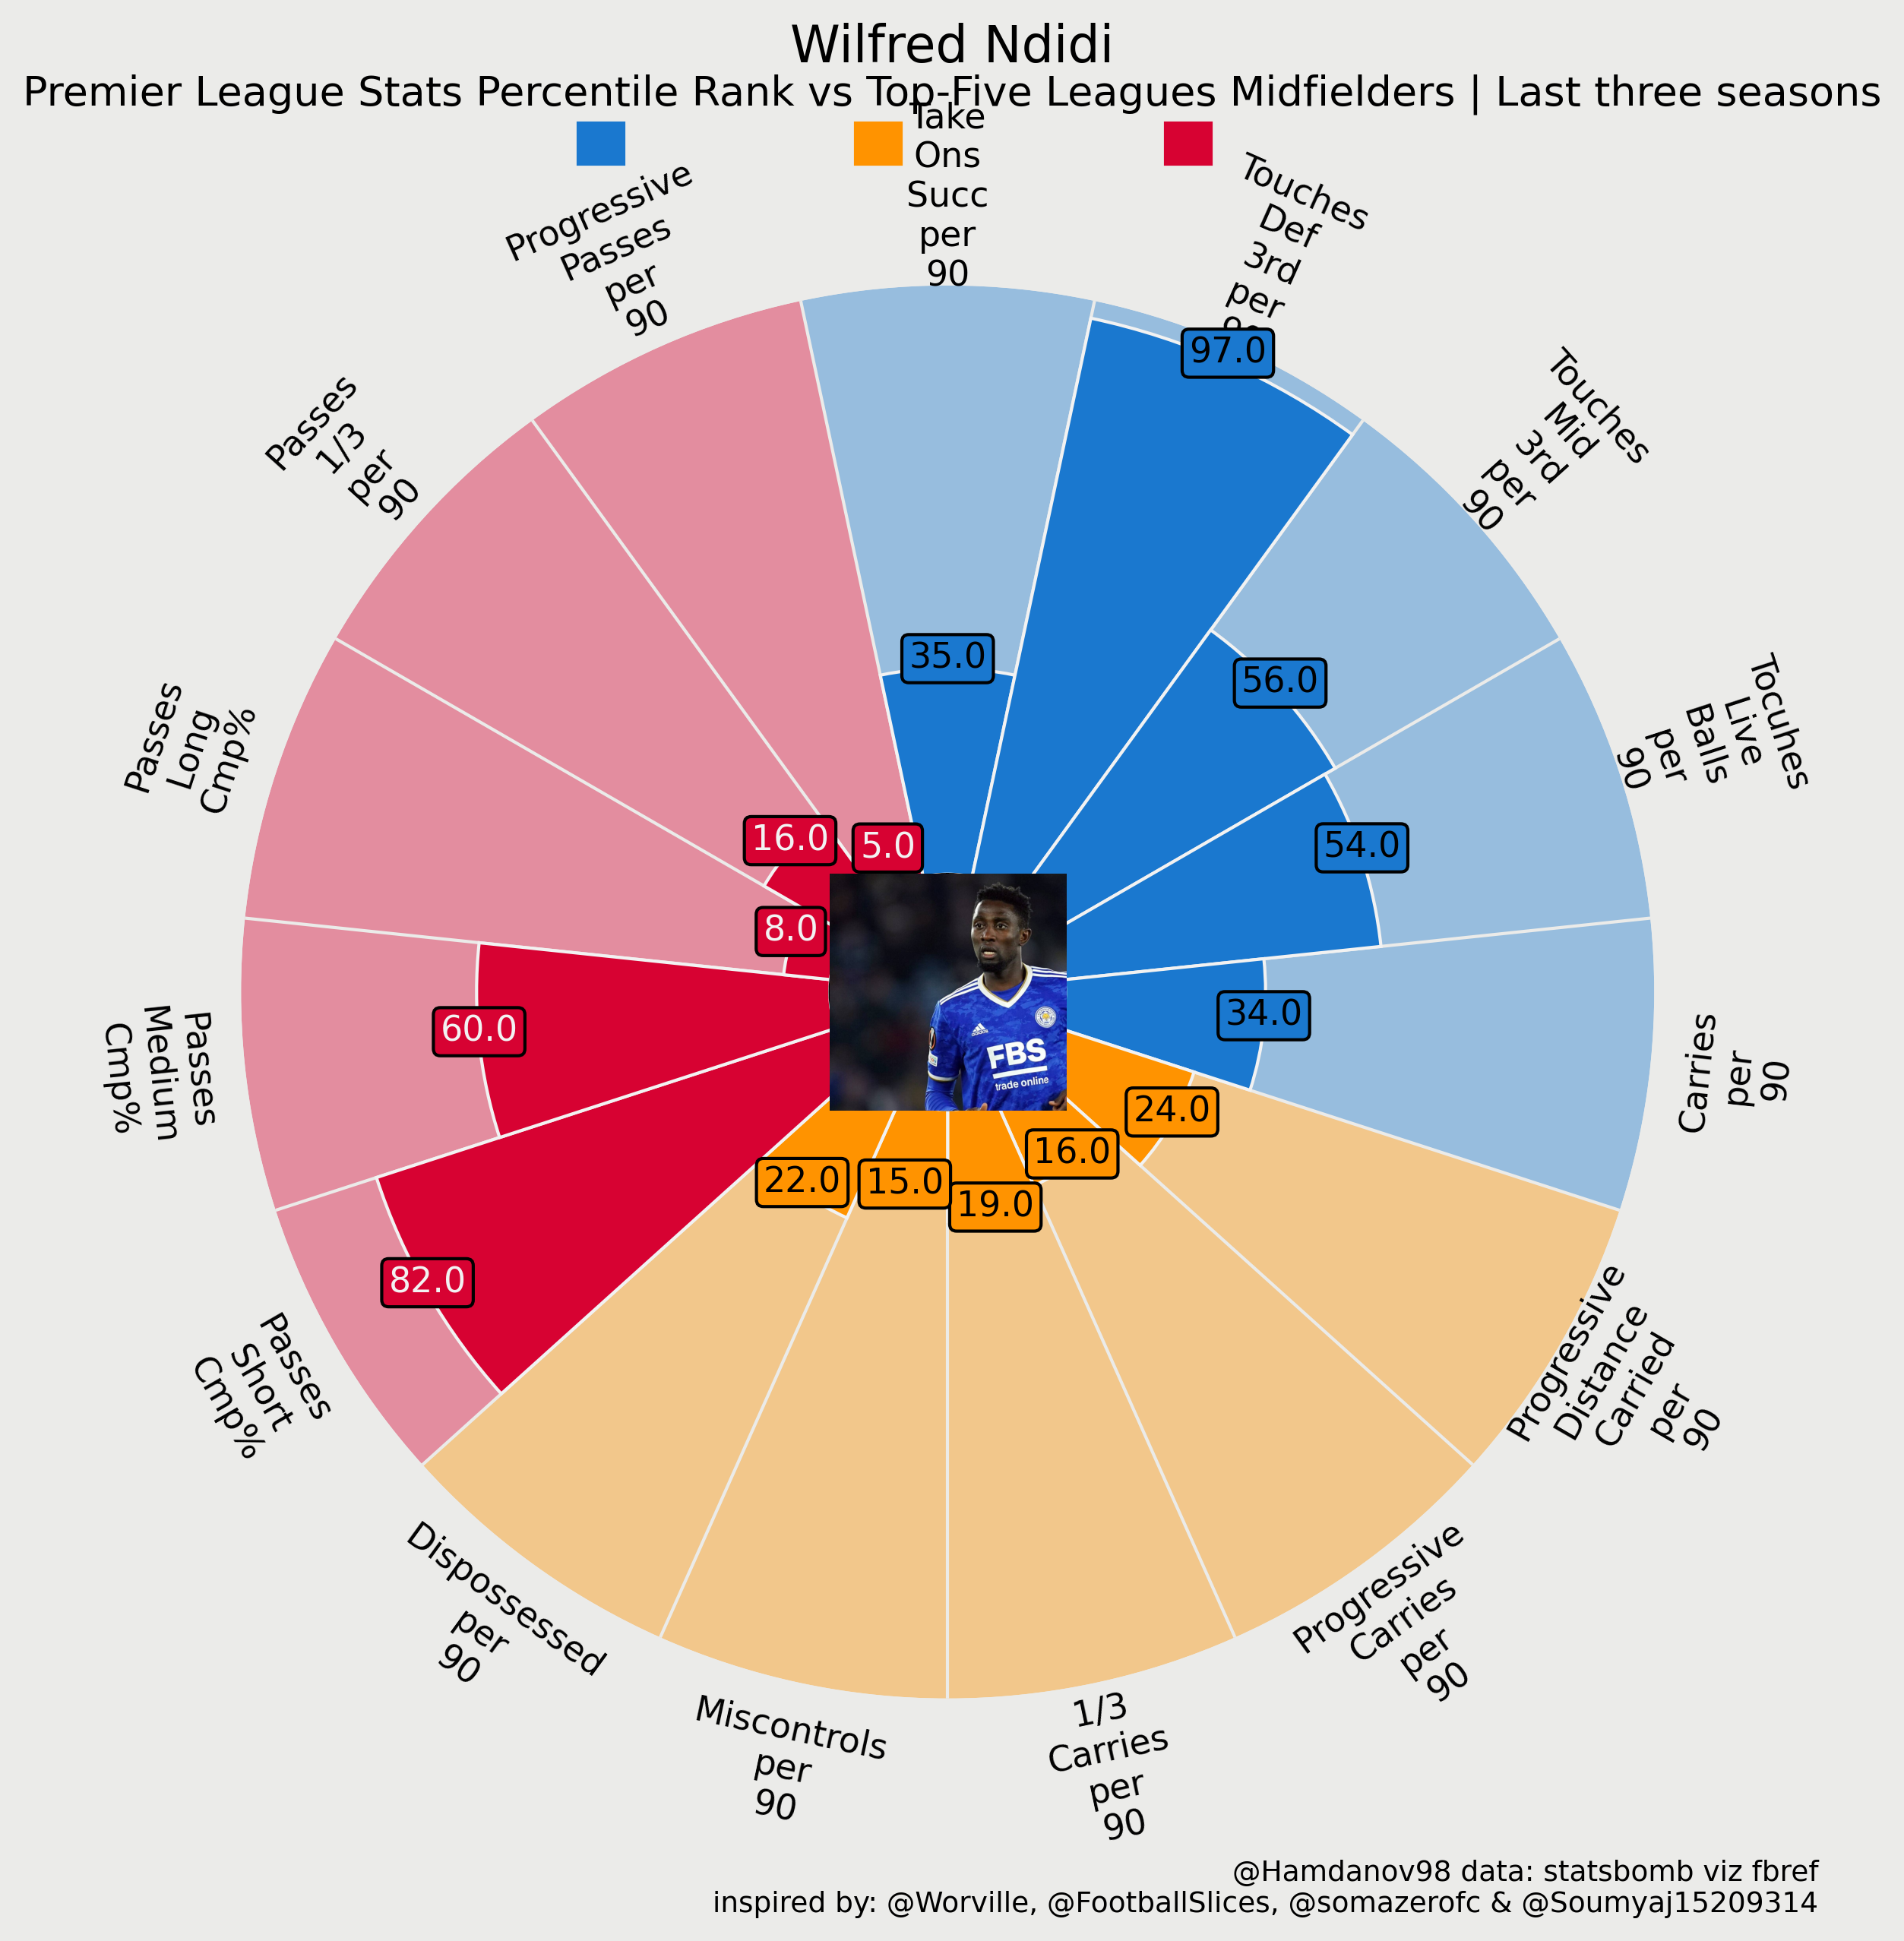 Wilfred Ndidi
Premier League Stats Percentile Rank vs Top-Five Leagues Midfielders | Last three seasons
Take
Ons
Succ
per
90
Touches
Def
3rd
per
Touches
Mid
3rd
per
90
Tocuhes
Live
Balls
per
90
Carries
per
90
Progressive
Distance
Carried
per
90
Progressive
Carries
per
90
1/3
Carries
per
90
Miscontrols
per
90
Dispossessed
per
90
Passes
Short
Cmp%
Passes
Medium
Cmp%
Passes
Long
Cmp%
Passes
1/3
per
90
Progressive
Passes
per
90
35.0
97.0
56.0
54.0
34.0
24.0
16.0
19.0
15.0
22.0
82.0
60.0
8.0
16.0
5.0
FBS
trade online
@Hamdanov98 data: statsbomb viz fbref
inspired by: @Worville, @FootballSlices, @somazerofc & @Soumyaj15209314